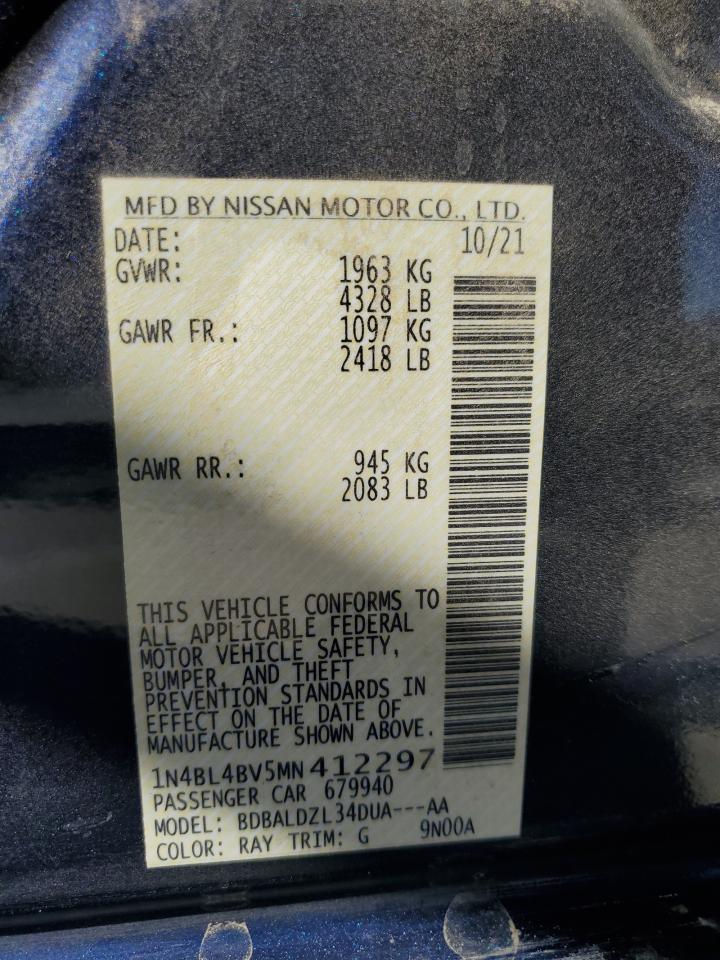 MFD BY NISSAN MOTOR CO., LTD.
DATE: 10/21
GVWR: 1963 KG
4328 LB
GAWR FR.: 1097 KG
2418 LB
GAWR RR.: 945 KG
2083 LB
THIS VEHICLE CONFORMS TO
ALL APPLICABLE FEDERAL
MOTOR VEHICLE SAFETY,
BUMPER, AND THEFT
PREVENTION STANDARDS IN
EFFECT ON THE DATE OF
MANUFACTURE SHOWN ABOVE.
1N4BL4BV5MN412297
PASSENGER CAR 679940
MODEL: BDBALDZL34DUA---AA
COLOR: RAY TRIM: G 9N00A